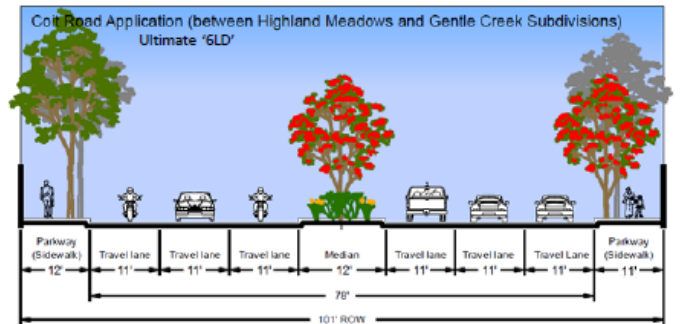 Coit Road Application (between Highland Meadows and Gentle Creek Subdivisions)
Ultimate '6LD'
Parkway
(Sidewalk)
12'
Travel lane
11'
Travel lane
11'
Travel lane
11'
Median
12'
Travel lane
11'
Travel lane
11'
Travel Lane
11'
Parkway
(Sidewalk)
11'
78'
101' ROW